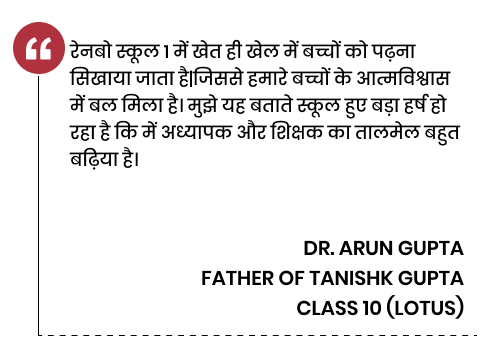 रेनबो स्कूल 1 में खेत ही खेल में बच्चों को पढ़ना
सिखाया जाता है|जिससे हमारे बच्चों के आत्मविश्वास
में बल मिला है। मुझे यह बताते स्कूल हुए बड़ा हर्ष हो
रहा है कि में अध्यापक और शिक्षक का तालमेल बहुत
बढ़िया है।
DR. ARUN GUPTA
FATHER OF TANISHK GUPTA
CLASS 10 (LOTUS)